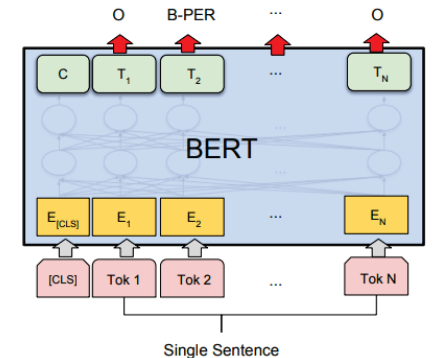 O B-PER ... O
C T1 T2 ... TN
...
BERT
...
E[CLS] E1 E2 ... EN
[CLS] Tok 1 Tok 2 ... Tok N
Single Sentence